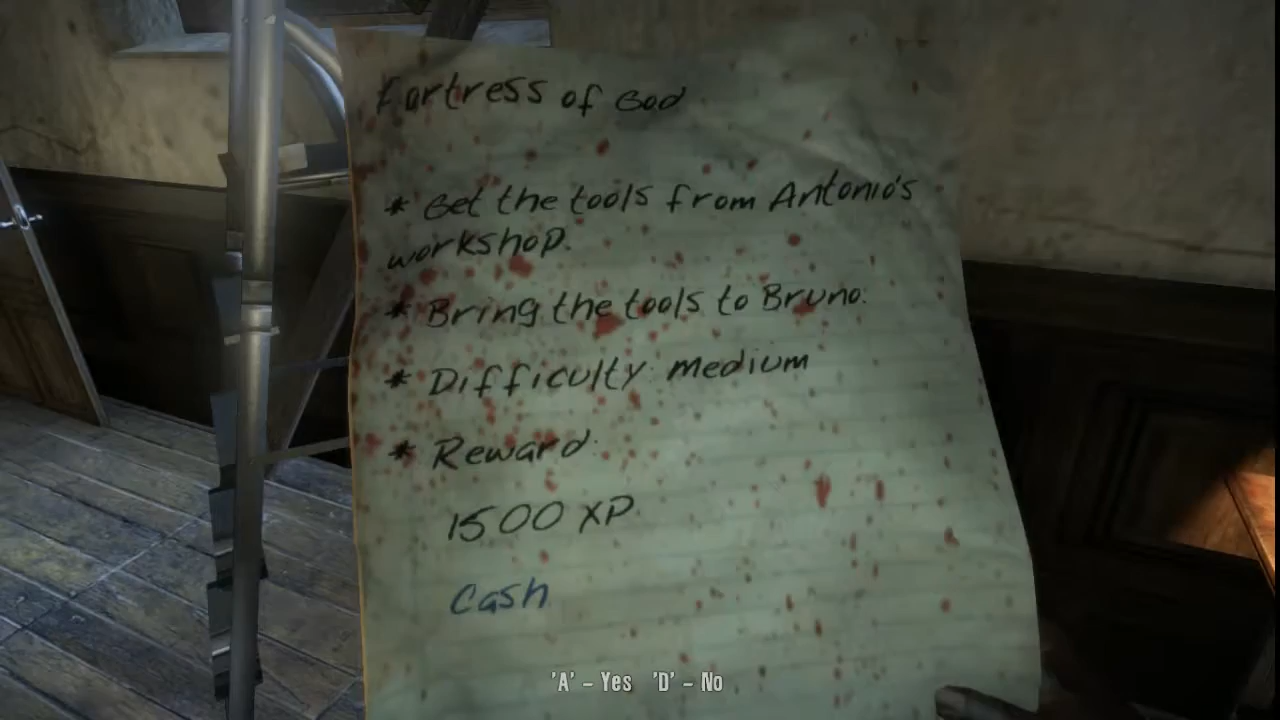 Fortress of God
* Get the tools from Antonio's
workshop.
* Bring the tools to Bruno.
* Difficulty: medium
* Reward:
1500 XP
Cash
'A' - Yes 'D' - No